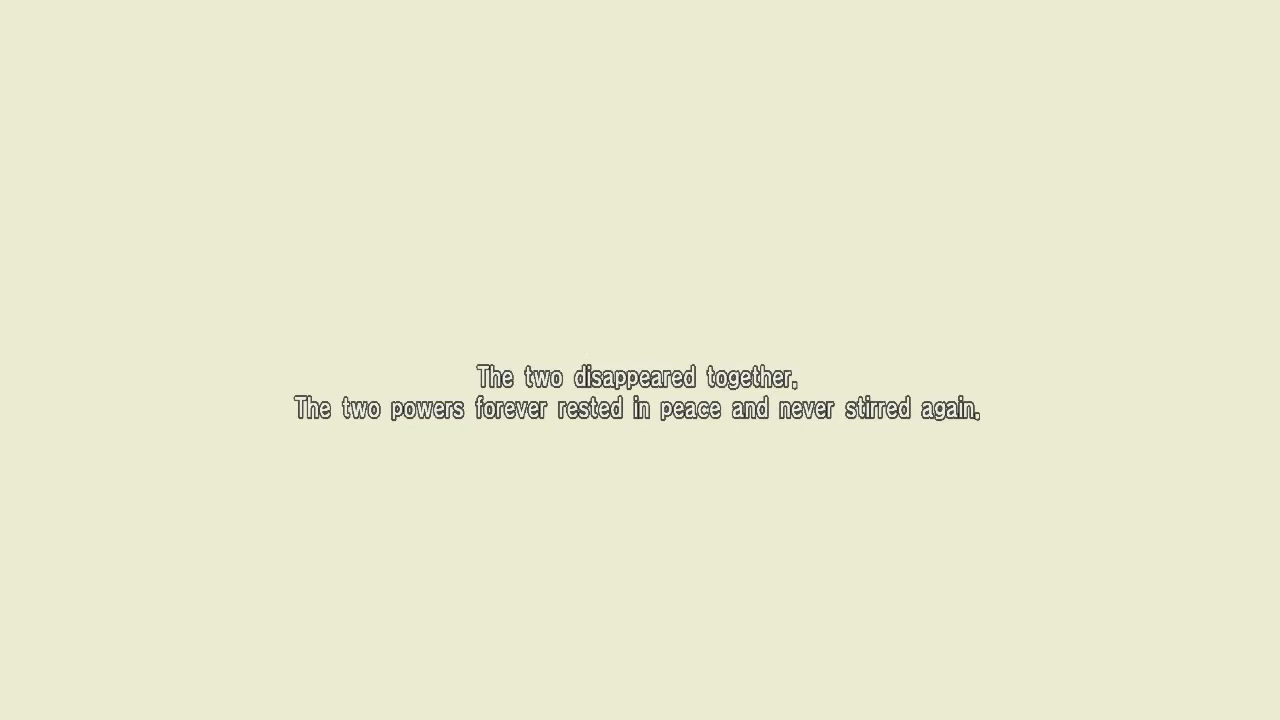 The two disappeared together.
The two powers forever rested in peace and never stirred again.